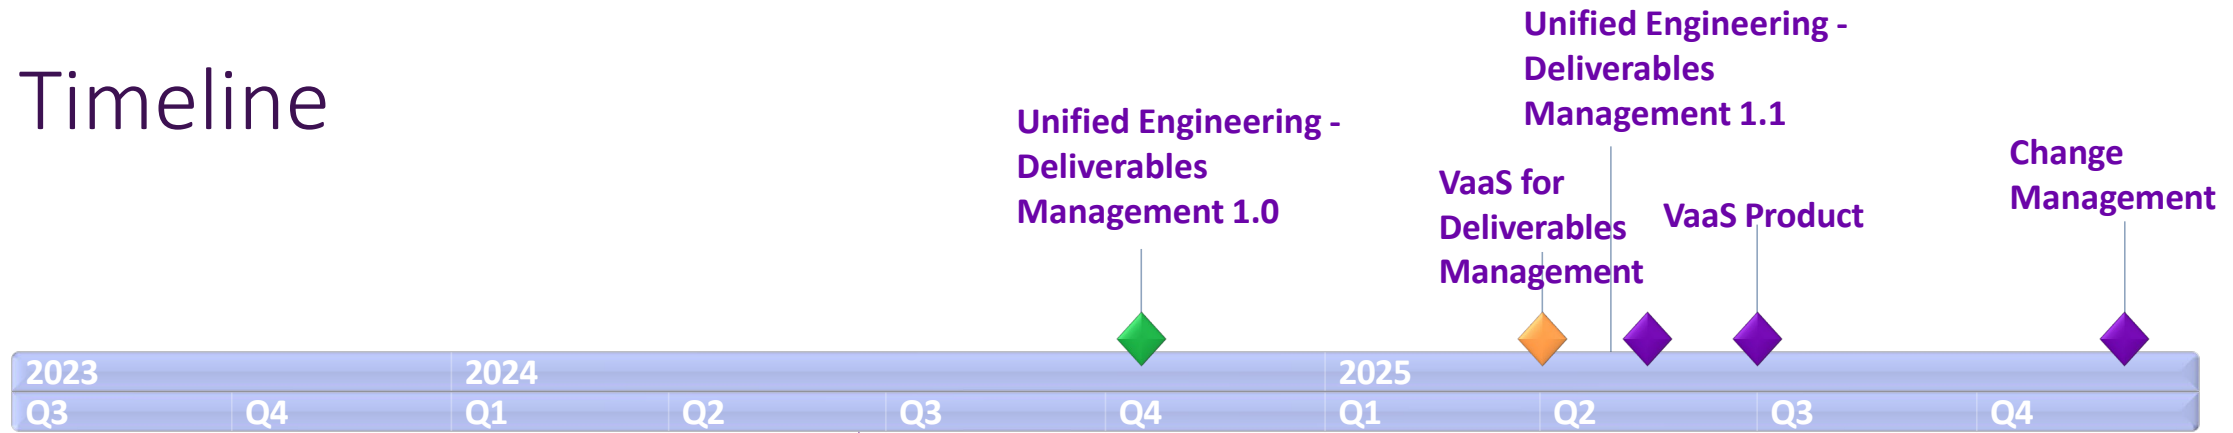 Timeline
Unified Engineering -
Deliverables
Management 1.0
VaaS for
Deliverables
Management
Unified Engineering -
Deliverables
Management 1.1
VaaS Product
Change
Management
2023
2024
2025
Q3
Q4
Q1
Q2
Q3
Q4
Q1
Q2
Q3
Q4